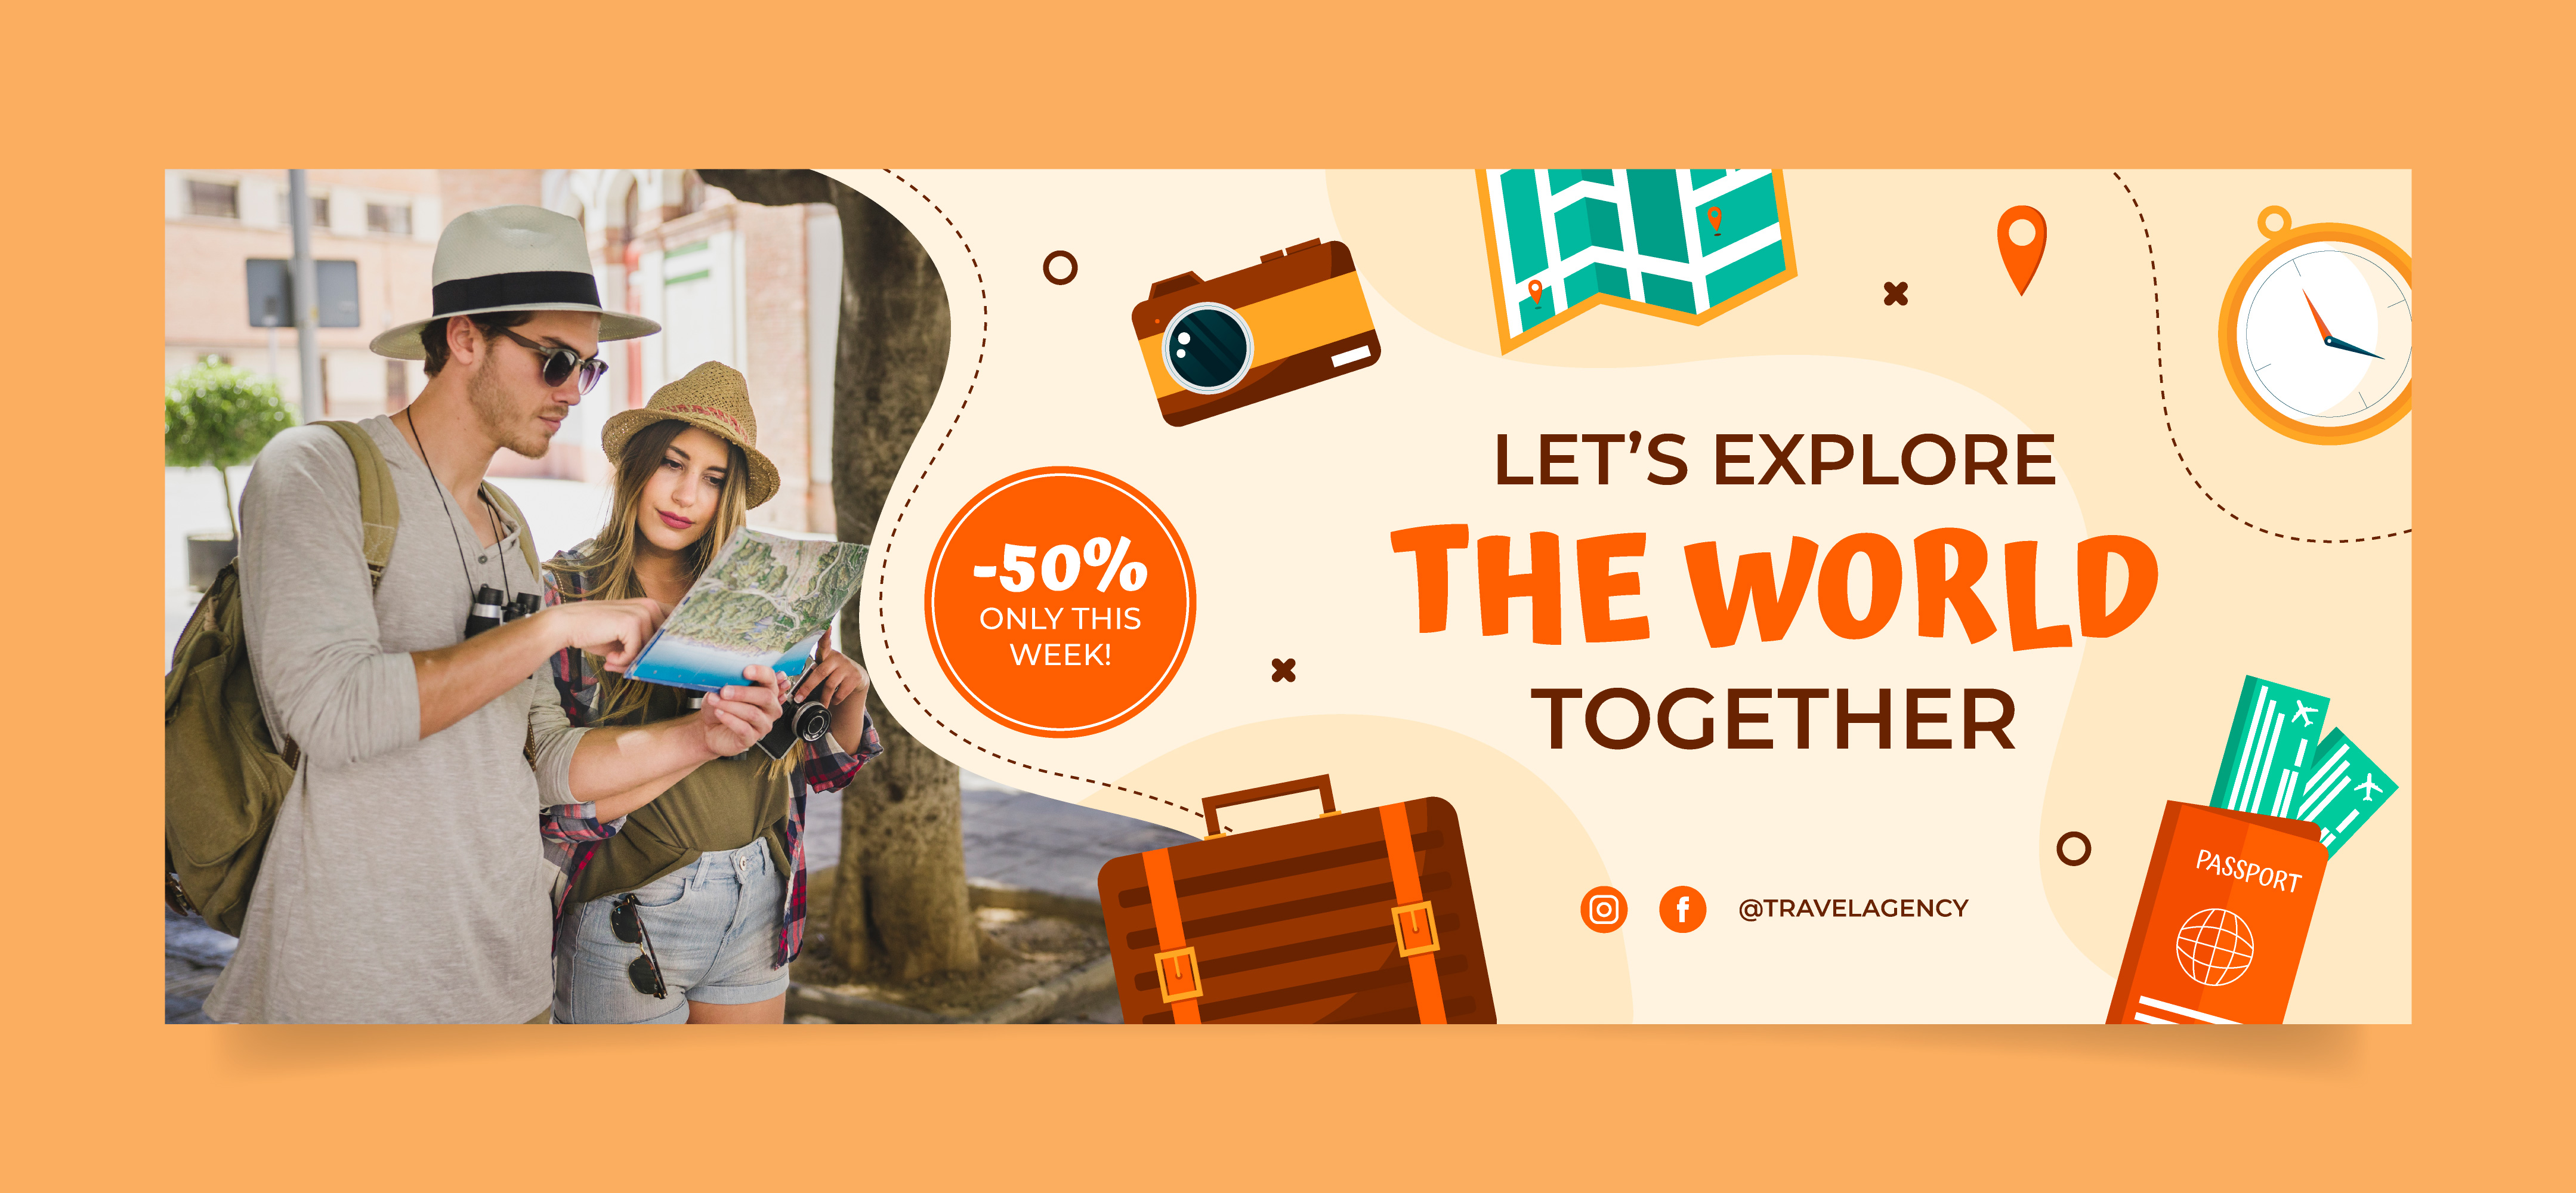 -50%
ONLY THIS
WEEK!
LET’S EXPLORE
THE WORLD
TOGETHER
@TRAVELAGENCY
PASSPORT